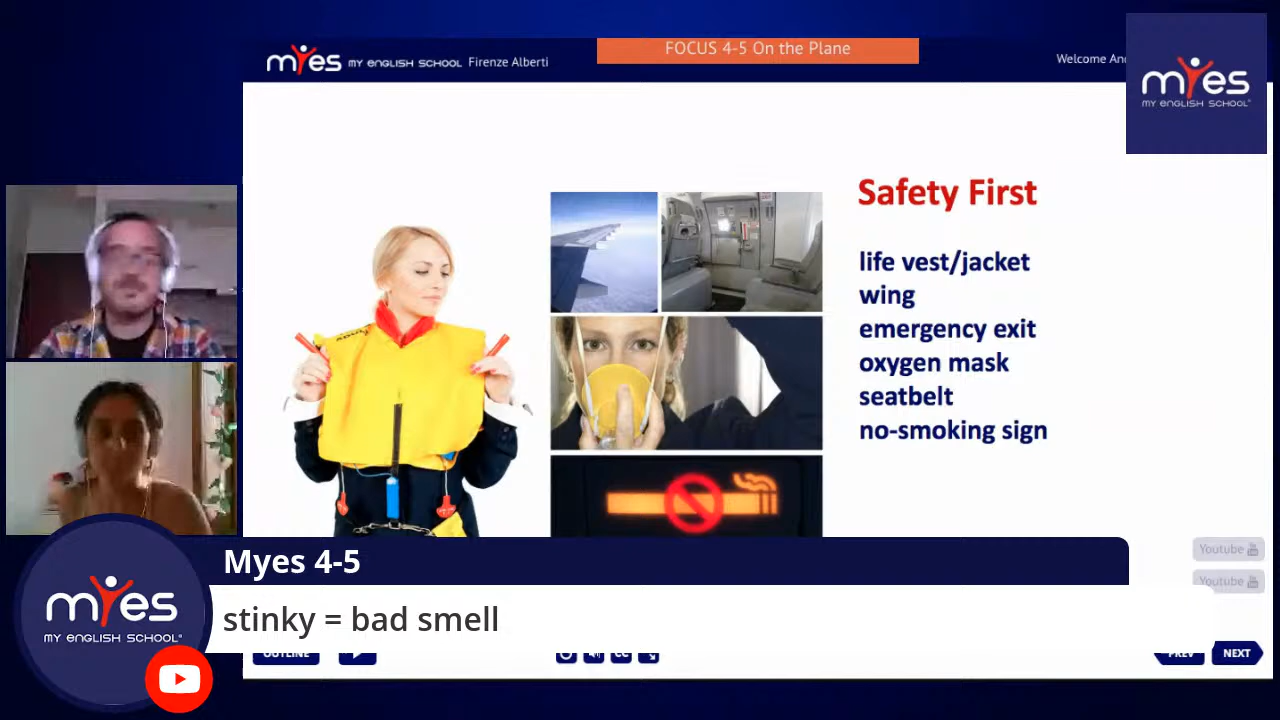 myes MY ENGLISH SCHOOL Firenze Alberti
FOCUS 4-5 On the Plane
Welcome
myes
MY ENGLISH SCHOOL
Safety First
life vest/jacket
wing
emergency exit
oxygen mask
seatbelt
no-smoking sign
Youtube
Youtube
Myes 4-5
stinky = bad smell
myes
MY ENGLISH SCHOOL
OUTLINE
CC
PREV
NEXT